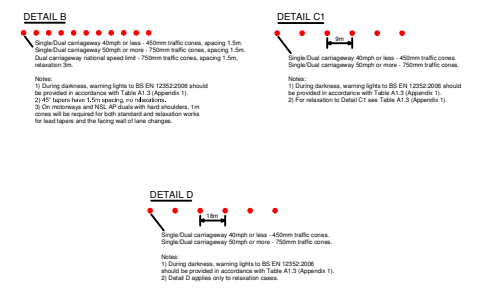 DETAIL B
Single/Dual carriageway 40mph or less - 450mm traffic cones, spacing 1.5m.
Single/Dual carriageway 50mph or more - 750mm traffic cones, spacing 1.5m.
Dual carriageway national speed limit - 750mm traffic cones, spacing 1.5m,
relaxation 3m.
Notes:
1) During darkness, warning lights to BS EN 12352:2006 should
be provided in accordance with Table A1.3 (Appendix 1).
2) 45° tapers have 1.5m spacing, no relaxations.
3) On motorways and NSL AP duals with hard shoulders, 1m
cones will be required for both standard and relaxation works
for lead tapers and the facing wall of lane changes.
DETAIL C1
9m
Single/Dual carriageway 40mph or less - 450mm traffic cones.
Single/Dual carriageway 50mph or more - 750mm traffic cones.
Notes:
1) During darkness, warning lights to BS EN 12352:2006 should
be provided in accordance with Table A1.3 (Appendix 1).
2) For relaxation to Detail C1 see Table A1.3 (Appendix 1).
DETAIL D
18m
Single/Dual carriageway 40mph or less - 450mm traffic cones.
Single/Dual carriageway 50mph or more - 750mm traffic cones.
Notes:
1) During darkness, warning lights to BS EN 12352:2006
should be provided in accordance with Table A1.3 (Appendix 1).
2) Detail D applies only to relaxation cases.